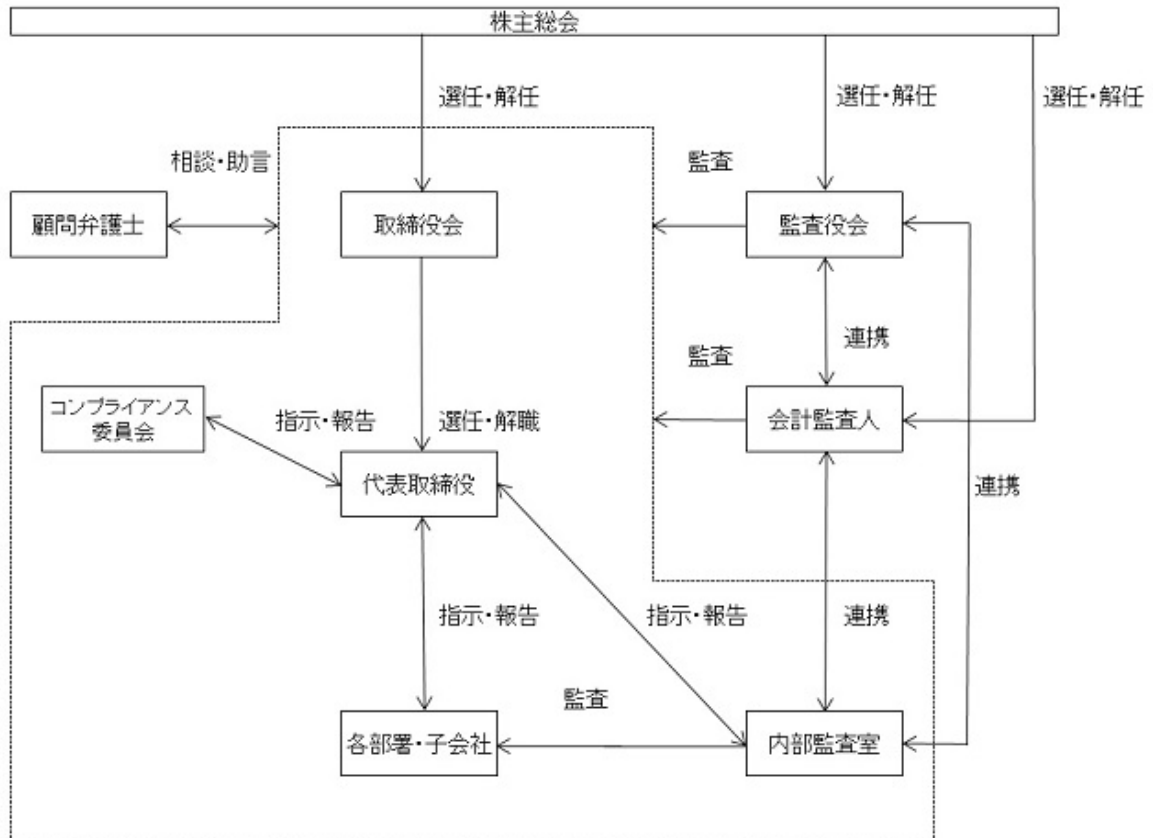 株主総会
選任・解任
選任・解任
選任・解任
相談・助言
監査
顧問弁護士
取締役会
監査役会
監査
連携
コンプライアンス
委員会
指示・報告
選任・解職
会計監査人
代表取締役
連携
指示・報告
指示・報告
連携
監査
各部署・子会社
内部監査室